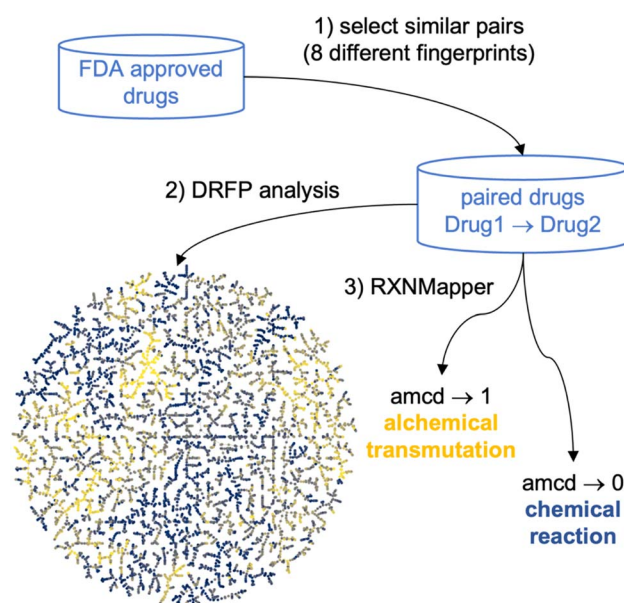 1) select similar pairs
(8 different fingerprints)
FDA approved
drugs
2) DRFP analysis
paired drugs
Drug1 → Drug2
3) RXNMapper
amcd → 1
alchemical
transmutation
amcd → 0
chemical
reaction